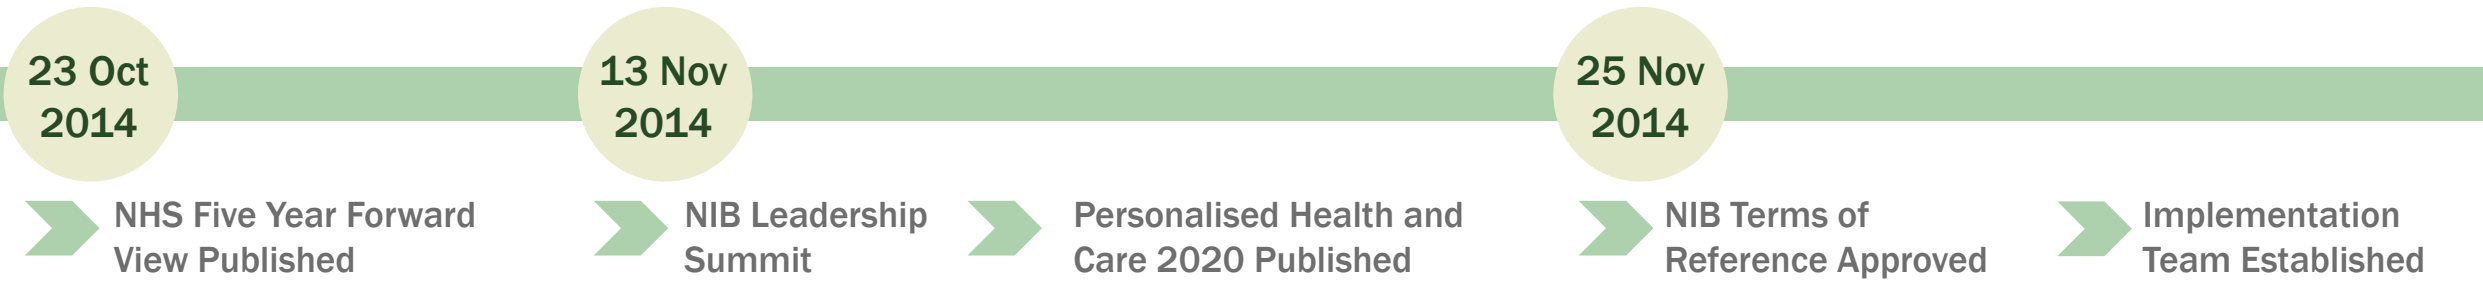 23 Oct
2014
13 Nov
2014
25 Nov
2014
NHS Five Year Forward
View Published
NIB Leadership
Summit
Personalised Health and
Care 2020 Published
NIB Terms of
Reference Approved
Implementation
Team Established